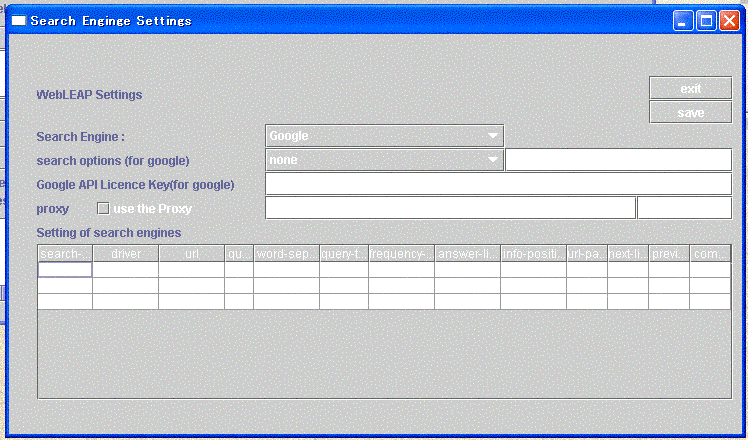 Search Enginge Settings
WebLEAP Settings
exit
save
Search Engine :
Google
search options (for google)
none
Google API Licence Key(for google)
proxy
use the Proxy
Setting of search engines
search-... driver url qu... word-sep... query-t... frequency-... answer-li... info-positi... url-pa... next-li... previ... com...